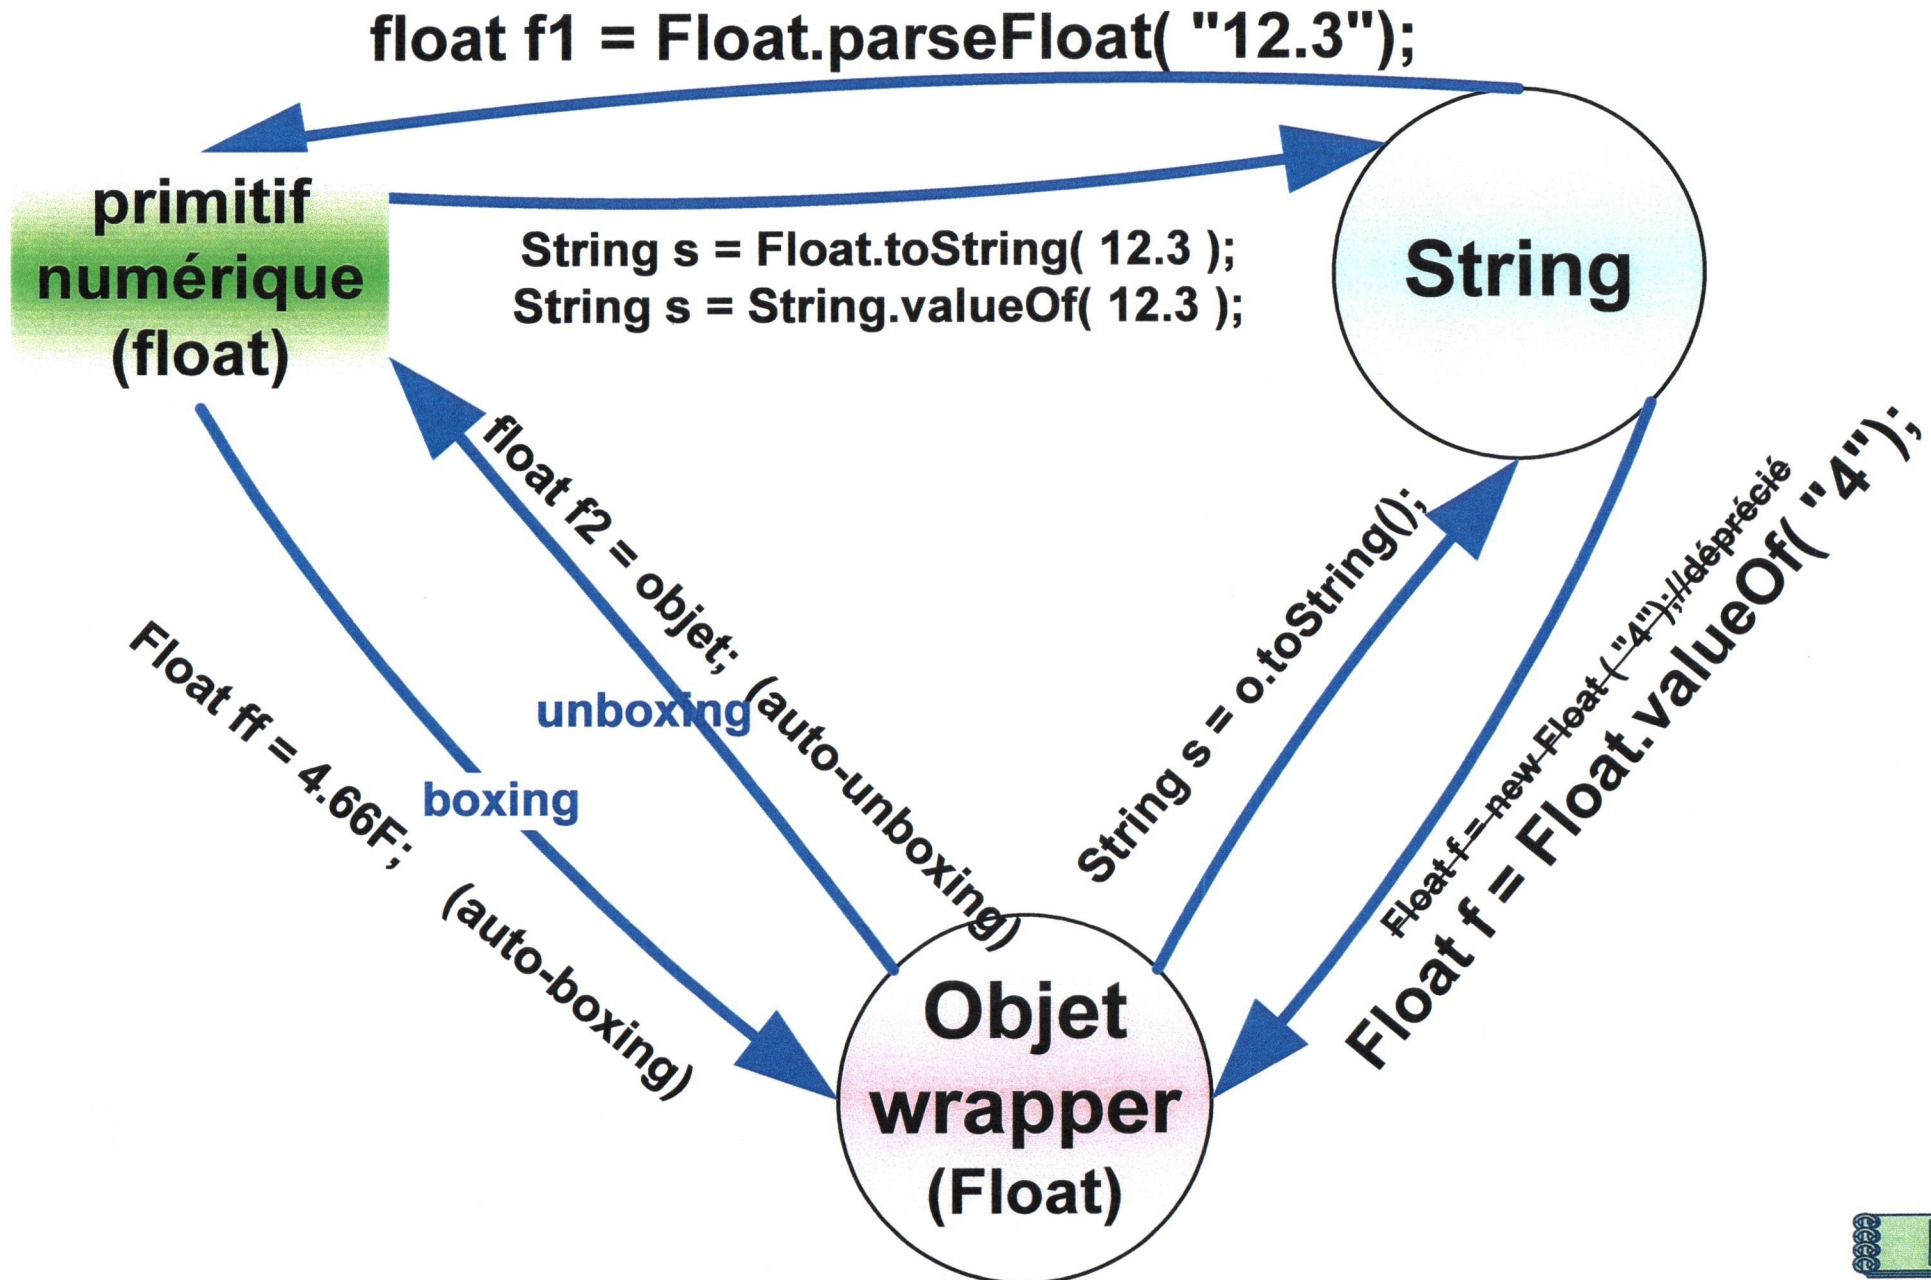 float f1 = Float.parseFloat( "12.3");
primitif
numérique
(float)
String s = Float.toString( 12.3 );
String s = String.valueOf( 12.3 );
String
float f2 = objet; (auto-unboxing)
unboxing
Float ff = 4.66F; (auto-boxing)
boxing
String s = o.toString();
Float f = new Float ( "4");//déprécié
Float f = Float.valueOf( "4");
Objet
wrapper
(Float)